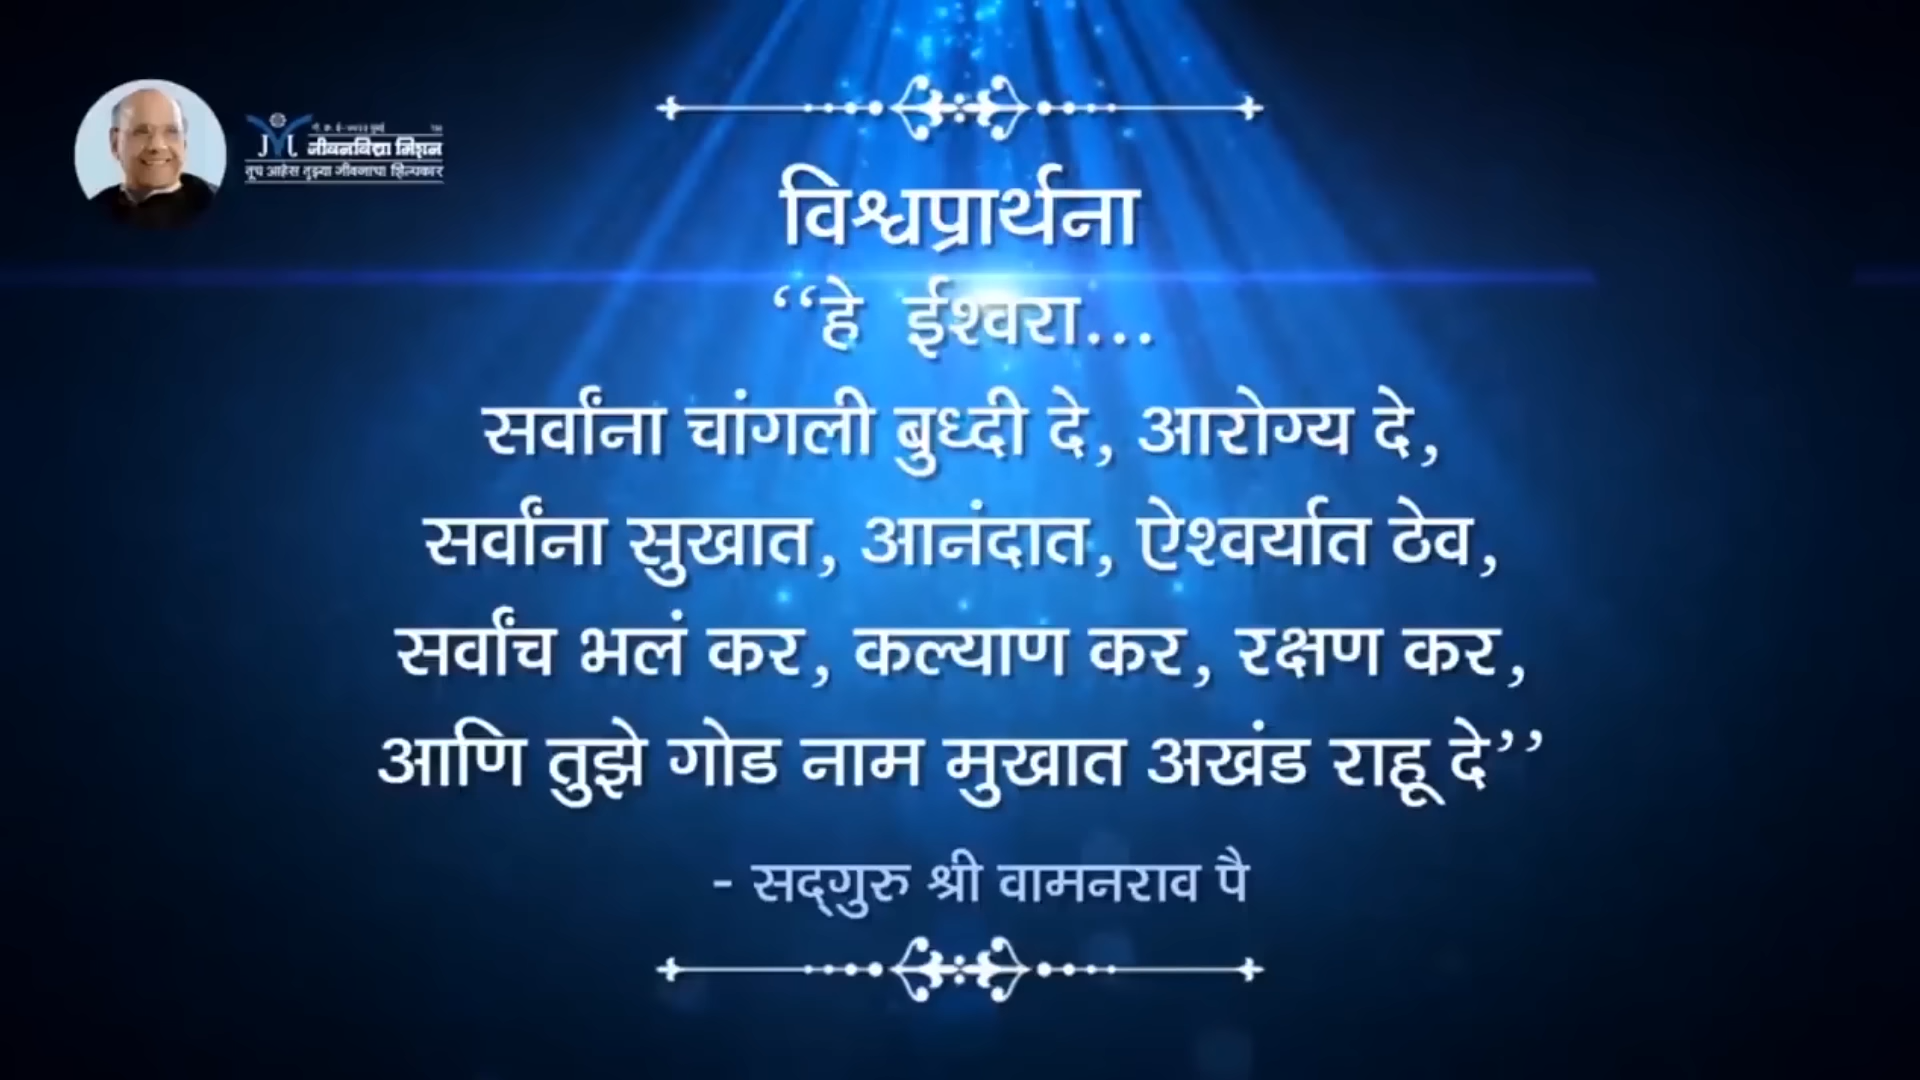 जीवनविद्या मिशन
तूच आहेस तुझ्या जीवनाचा शिल्पकार
विश्वप्रार्थना
‘‘हे ईश्वरा...
सर्वांना चांगली बुध्दी दे, आरोग्य दे,
सर्वांना सुखात, आनंदात, ऐश्वर्यात ठेव,
सर्वांच भलं कर, कल्याण कर, रक्षण कर,
आणि तुझे गोड नाम मुखात अखंड राहू दे’’
- सद्‌गुरु श्री वामनराव पै